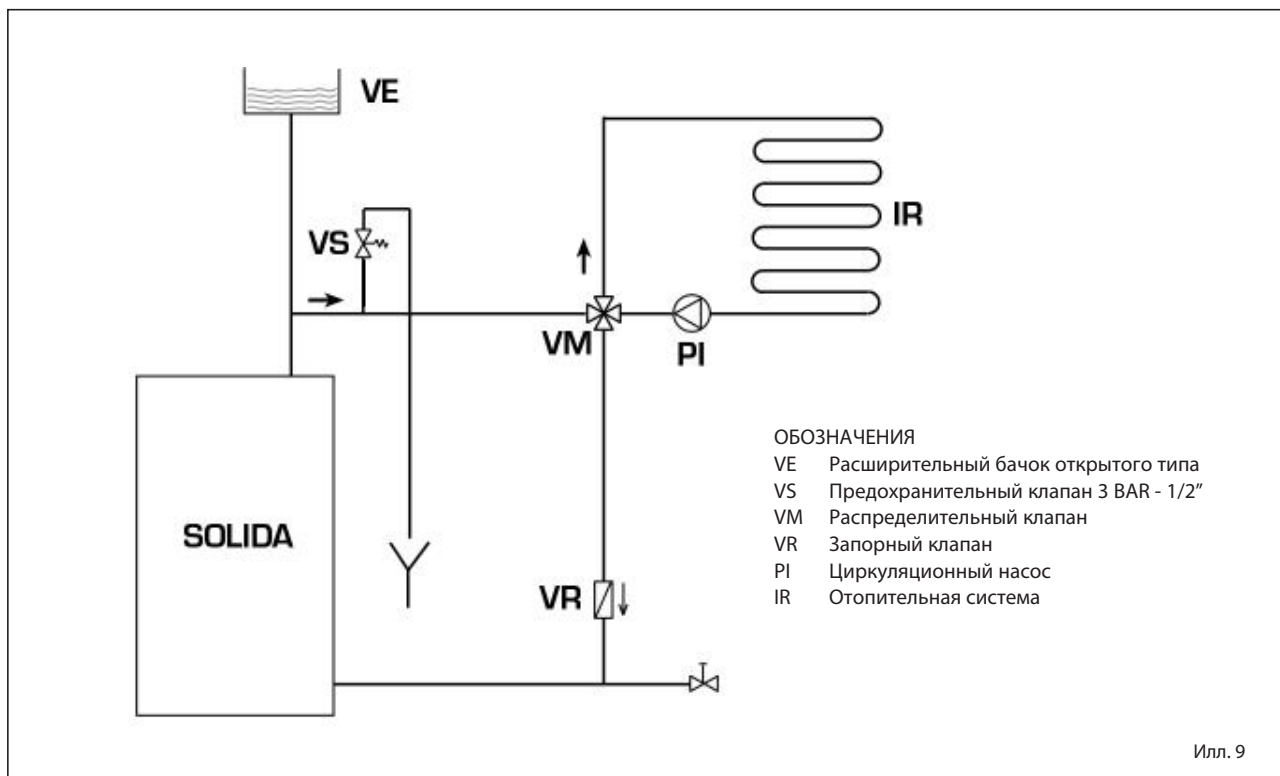 VE
VS
IR
VM
PI
SOLIDA
VR
ОБОЗНАЧЕНИЯ
VE Расширительный бачок открытого типа
VS Предохранительный клапан 3 BAR - 1/2”
VM Распределительный клапан
VR Запорный клапан
PI Циркуляционный насос
IR Отопительная система
Илл. 9